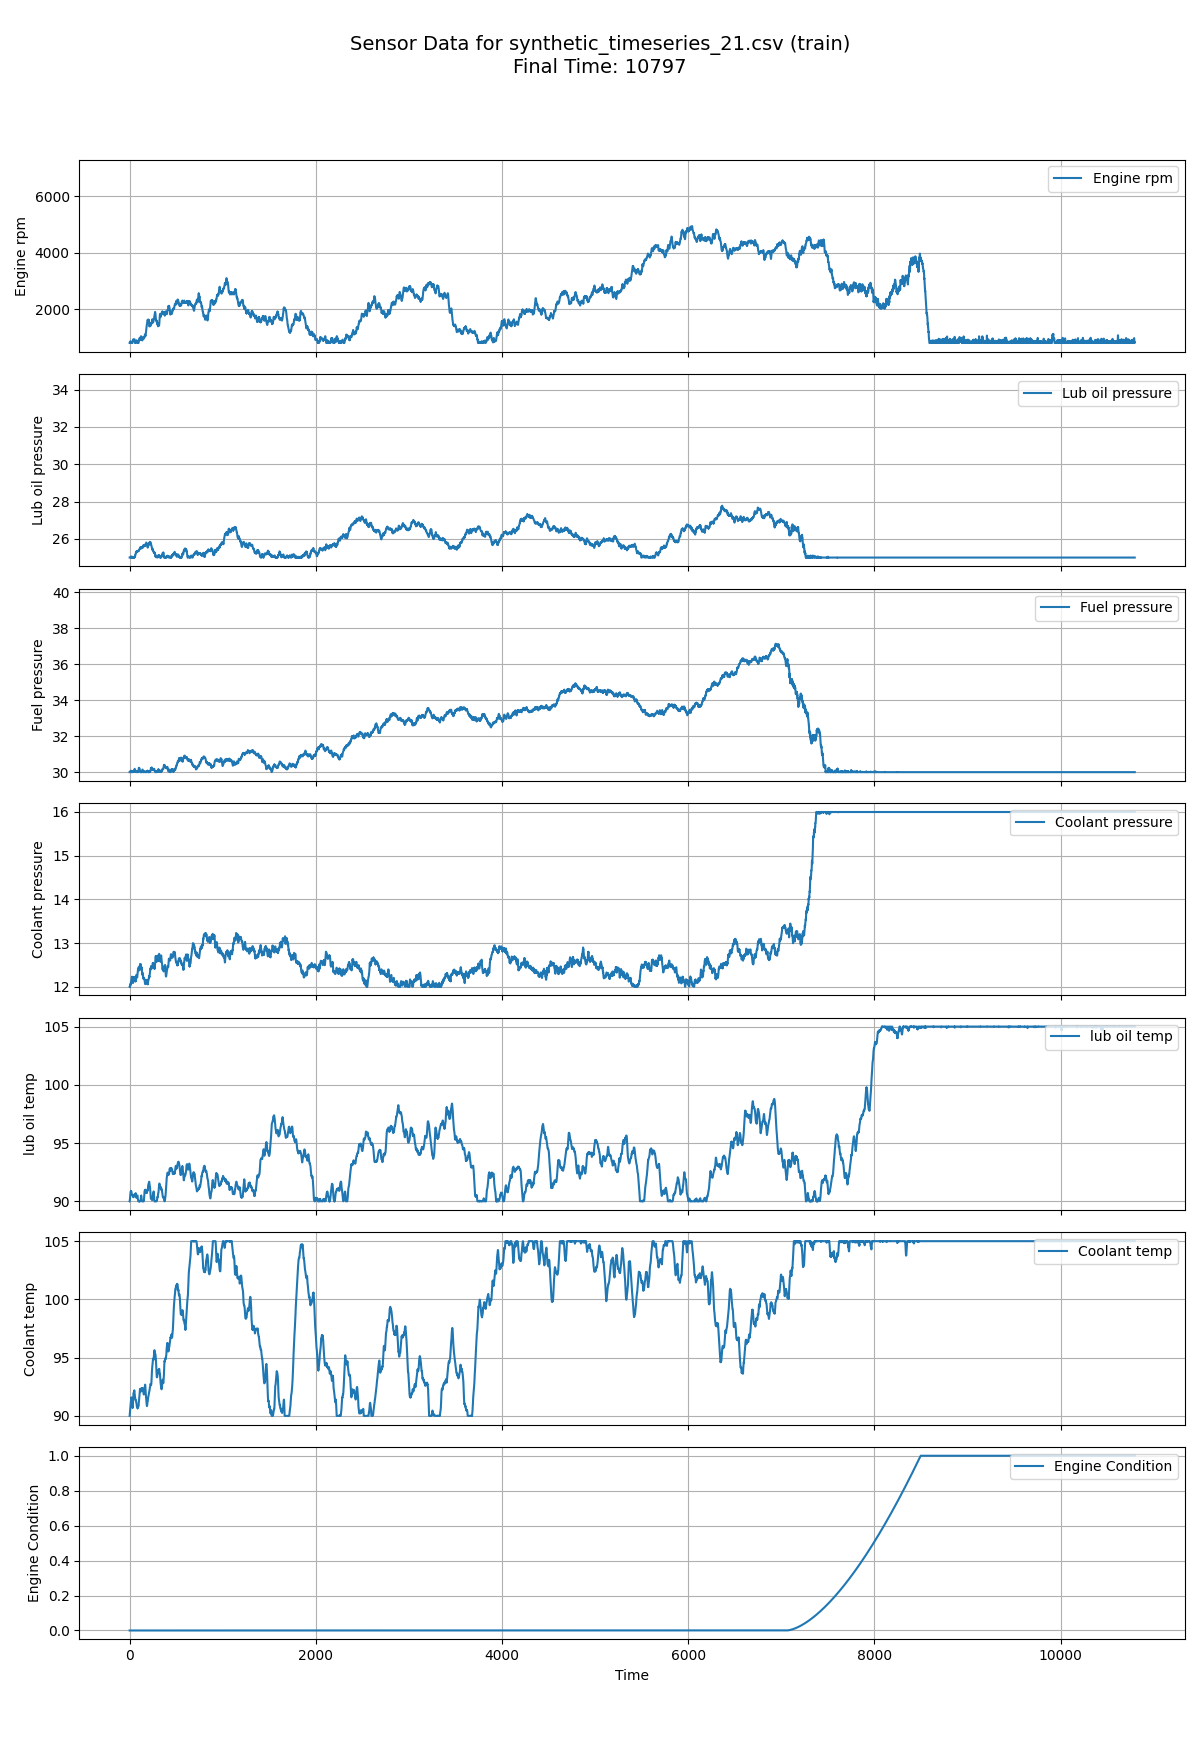 Sensor Data for synthetic_timeseries_21.csv (train)
Final Time: 10797
Engine rpm
6000
4000
2000
Engine rpm
Lub oil pressure
34
32
30
28
26
Lub oil pressure
Fuel pressure
40
38
36
34
32
30
Fuel pressure
Coolant pressure
16
15
14
13
12
Coolant pressure
lub oil temp
105
100
95
90
lub oil temp
Coolant temp
105
100
95
90
Coolant temp
Engine Condition
1.0
0.8
0.6
0.4
0.2
0.0
Engine Condition
0 2000 4000 6000 8000 10000
Time